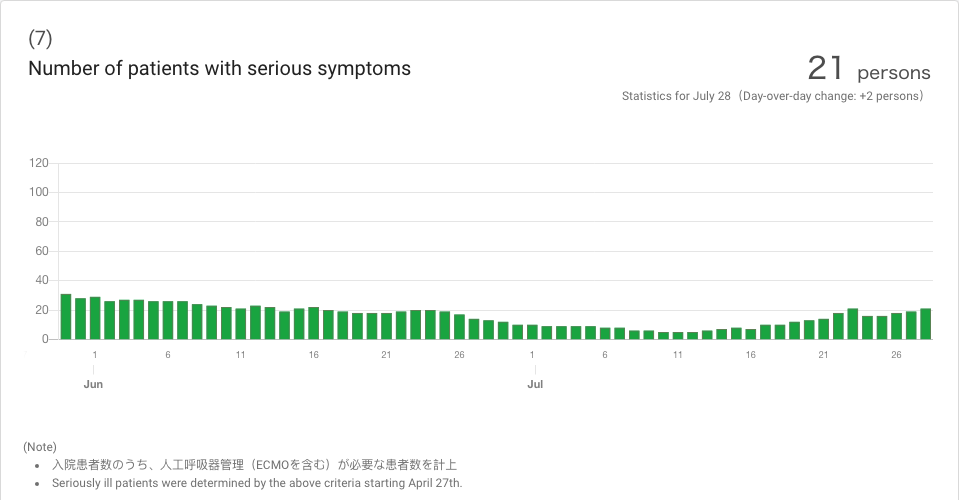 (7)
Number of patients with serious symptoms
21 persons
Statistics for July 28（Day-over-day change: +2 persons）
120
100
80
60
40
20
0
1 6 11 16 21 26 1 6 11 16 21 26
Jun Jul
(Note)
• 入院患者数のうち、人工呼吸器管理（ECMOを含む）が必要な患者数を計上
• Seriously ill patients were determined by the above criteria starting April 27th.